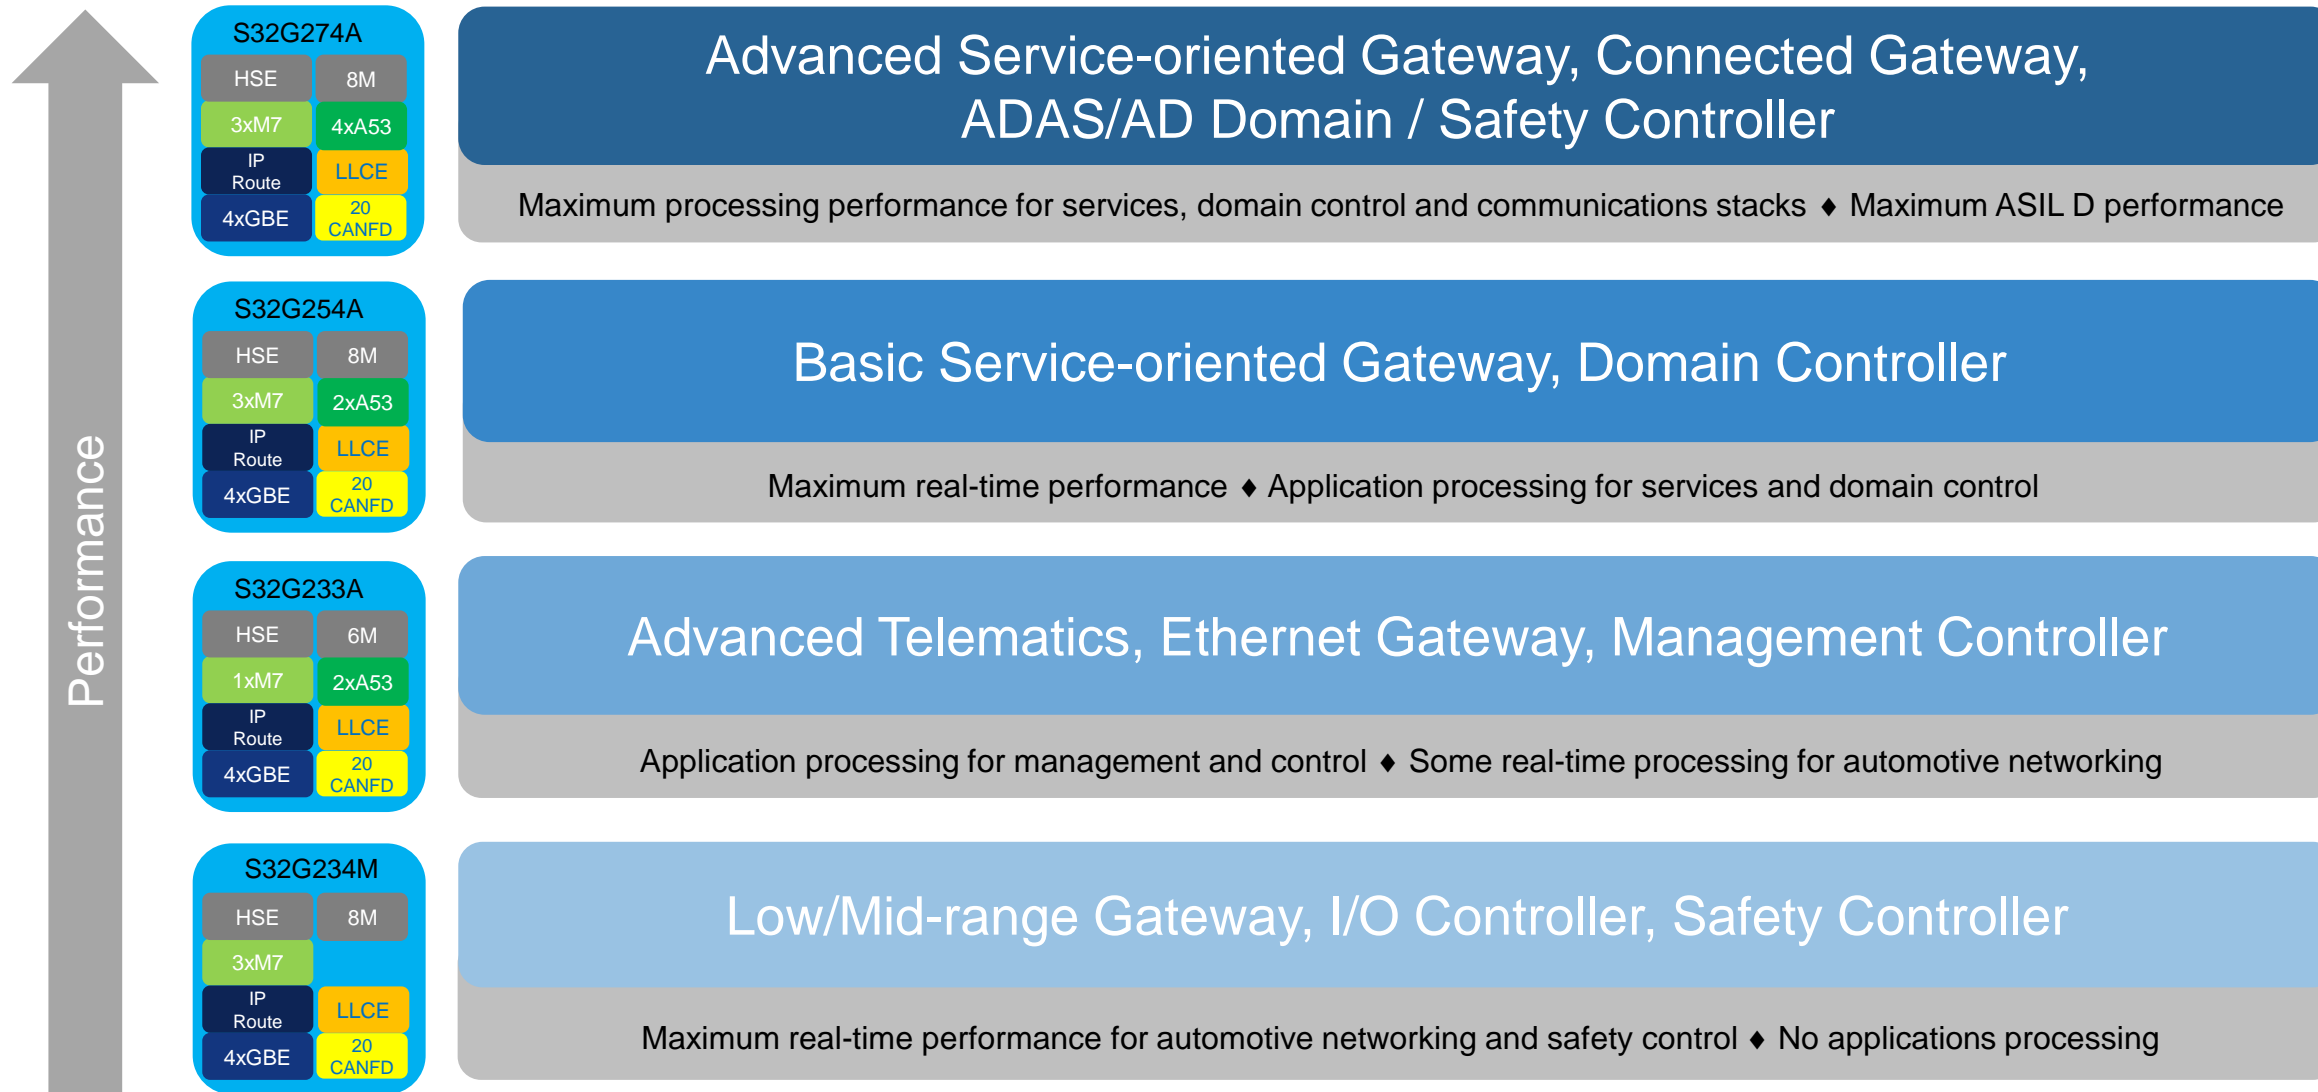 Performance
S32G274A
HSE 8M
3xM7 4xA53
IP
Route
LLCE
4xGBE
20
CANFD
Advanced Service-oriented Gateway, Connected Gateway,
ADAS/AD Domain / Safety Controller
Maximum processing performance for services, domain control and communications stacks ♦ Maximum ASIL D performance
S32G254A
HSE 8M
3xM7 2xA53
IP
Route
LLCE
4xGBE
20
CANFD
Basic Service-oriented Gateway, Domain Controller
Maximum real-time performance ♦ Application processing for services and domain control
S32G233A
HSE 6M
1xM7 2xA53
IP
Route
LLCE
4xGBE
20
CANFD
Advanced Telematics, Ethernet Gateway, Management Controller
Application processing for management and control ♦ Some real-time processing for automotive networking
S32G234M
HSE 8M
3xM7
IP
Route
LLCE
4xGBE
20
CANFD
Low/Mid-range Gateway, I/O Controller, Safety Controller
Maximum real-time performance for automotive networking and safety control ♦ No applications processing